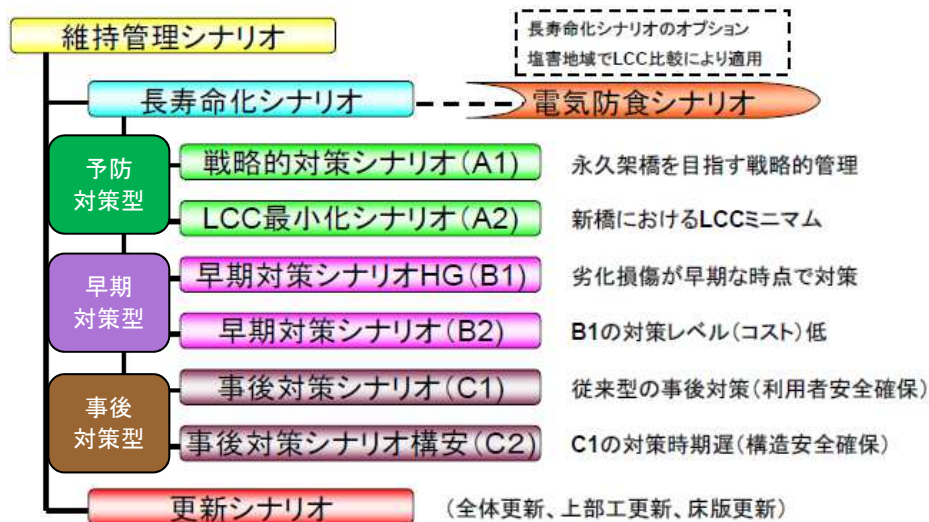 維持管理シナリオ
長寿命化シナリオのオプション
塩害地域でLCC比較により適用
長寿命化シナリオ
電気防食シナリオ
予防
対策型
戦略的対策シナリオ(A1)
永久架橋を目指す戦略的管理
LCC最小化シナリオ(A2)
新橋におけるLCCミニマム
早期
対策型
早期対策シナリオHG(B1)
劣化損傷が早期な時点で対策
早期対策シナリオ(B2)
B1の対策レベル(コスト)低
事後
対策型
事後対策シナリオ(C1)
従来型の事後対策(利用者安全確保)
事後対策シナリオ構安(C2)
C1の対策時期遅(構造安全確保)
更新シナリオ
(全体更新、上部工更新、床版更新)